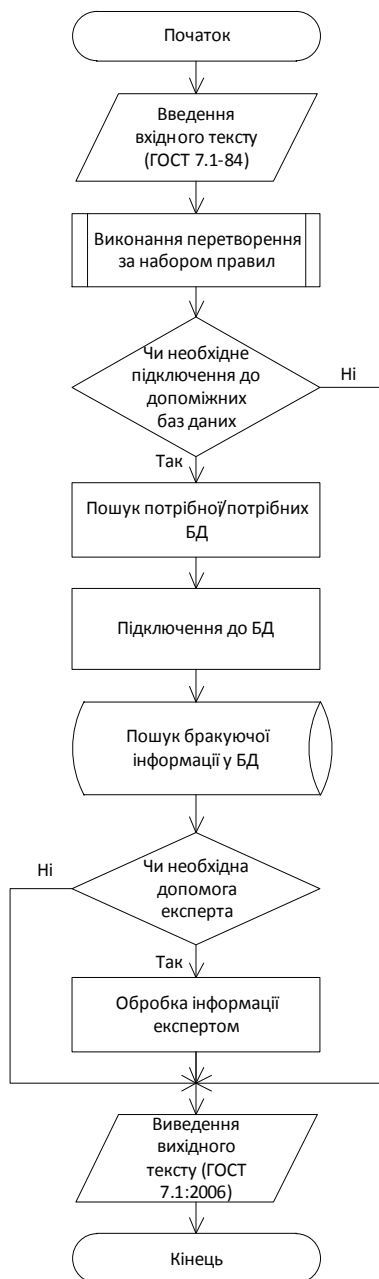 Початок
Введення
вхідного тексту
(ГОСТ 7.1-84)
Виконання перетворення
за набором правил
Чи необхідне
підключення до
допоміжних
баз даних
Ні
Так
Пошук потрібної/потрібних
БД
Підключення до БД
Пошук бракуючої
інформації у БД
Чи необхідна
допомога
експерта
Ні
Так
Обробка інформації
експертом
Виведення
вихідного
тексту (ГОСТ
7.1:2006)
Кінець